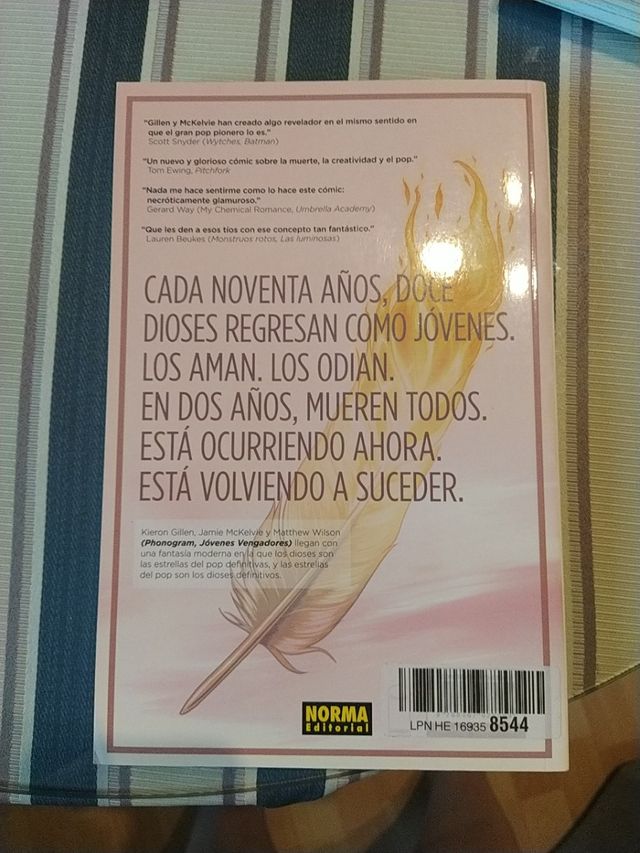 "Gillen y McKelvie han creado algo revelador en el mismo sentido en
que el gran pop pionero lo es."
Scott Snyder (Wytches, Batman)
"Un nuevo y glorioso cómic sobre la muerte, la creatividad y el pop."
Tom Ewing, Pitchfork
"Nada me hace sentirme como lo hace este cómic:
necróticamente glamuroso."
Gerard Way (My Chemical Romance, Umbrella Academy)
"Que les den a esos tíos con ese concepto tan fantástico."
Lauren Beukes (Monstruos rotos, Las luminosas)
CADA NOVENTA AÑOS, DOCE
DIOSES REGRESAN COMO JÓVENES.
LOS AMAN. LOS ODIAN.
EN DOS AÑOS, MUEREN TODOS.
ESTÁ OCURRIENDO AHORA.
ESTÁ VOLVIENDO A SUCEDER.
Kieron Gillen, Jamie McKelvie y Matthew Wilson
(Phonogram, Jóvenes Vengadores) llegan con
una fantasía moderna en la que los dioses son
las estrellas del pop definitivas, y las estrellas
del pop son los dioses definitivos.
NORMA
Editorial
LPN HE 16935 8544